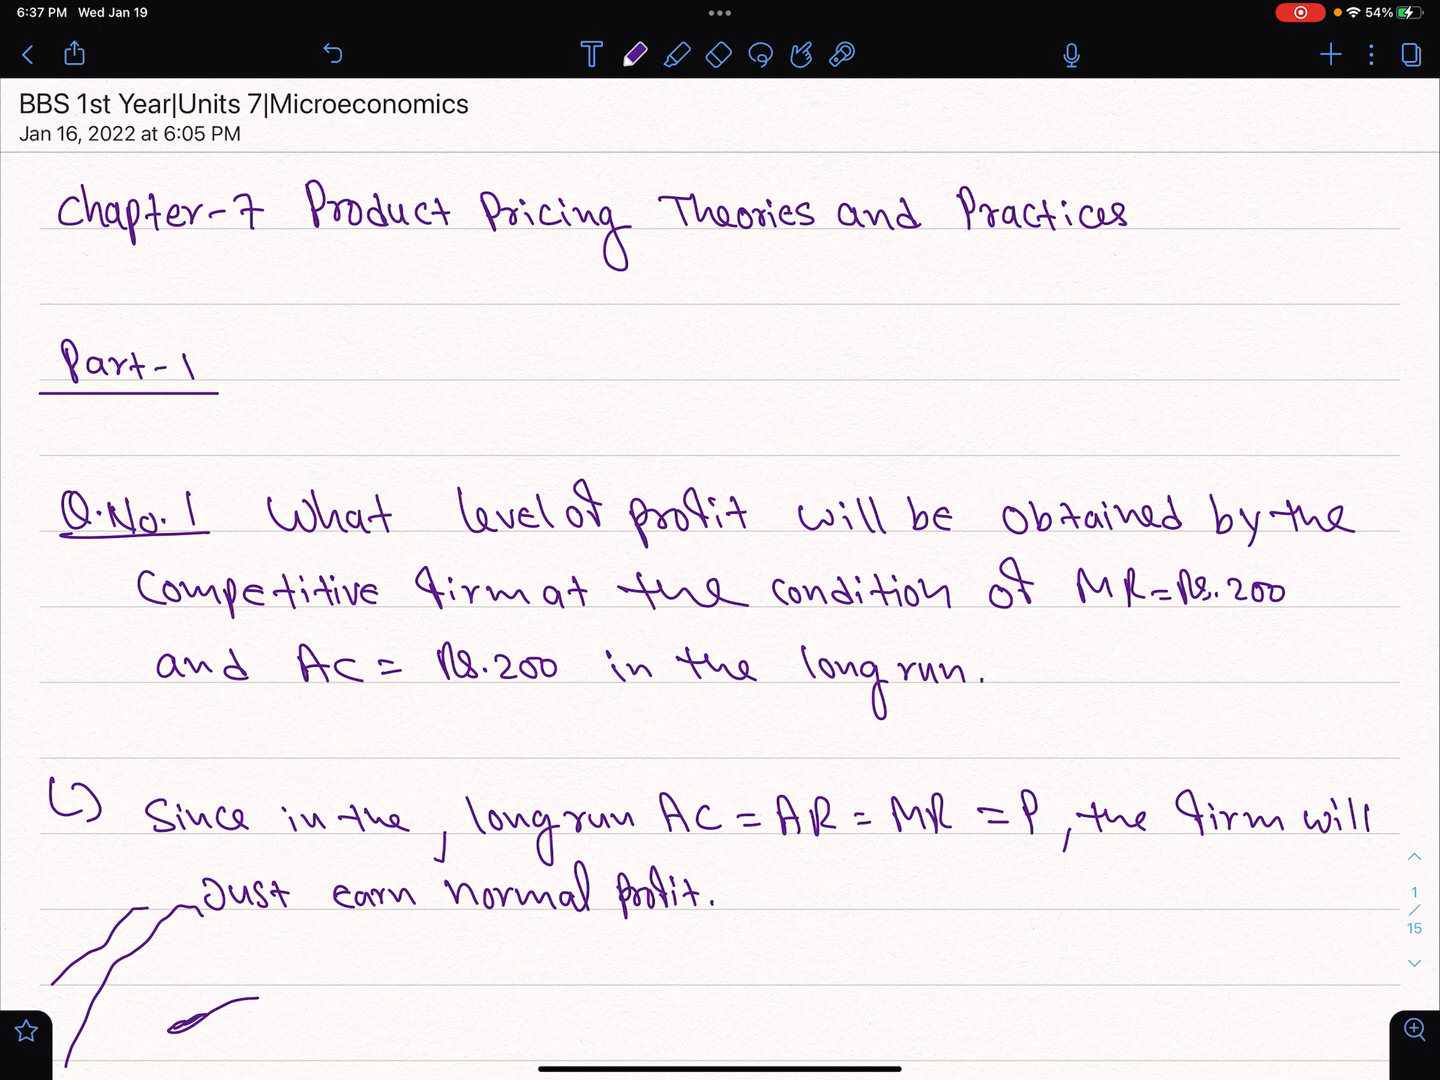 6:37 PM Wed Jan 19
54%
BBS 1st Year|Units 7|Microeconomics
Jan 16, 2022 at 6:05 PM
Chapter-7 Product Pricing Theories and Practices
Part-1
Q.No.1 What level of profit will be obtained by the
Competitive firm at the condition of MR=Rs.200
and AC = Rs.200 in the long run.
Since in the, long run AC = AR = MR = P, the firm will
Just earn normal profit.
1
/
15